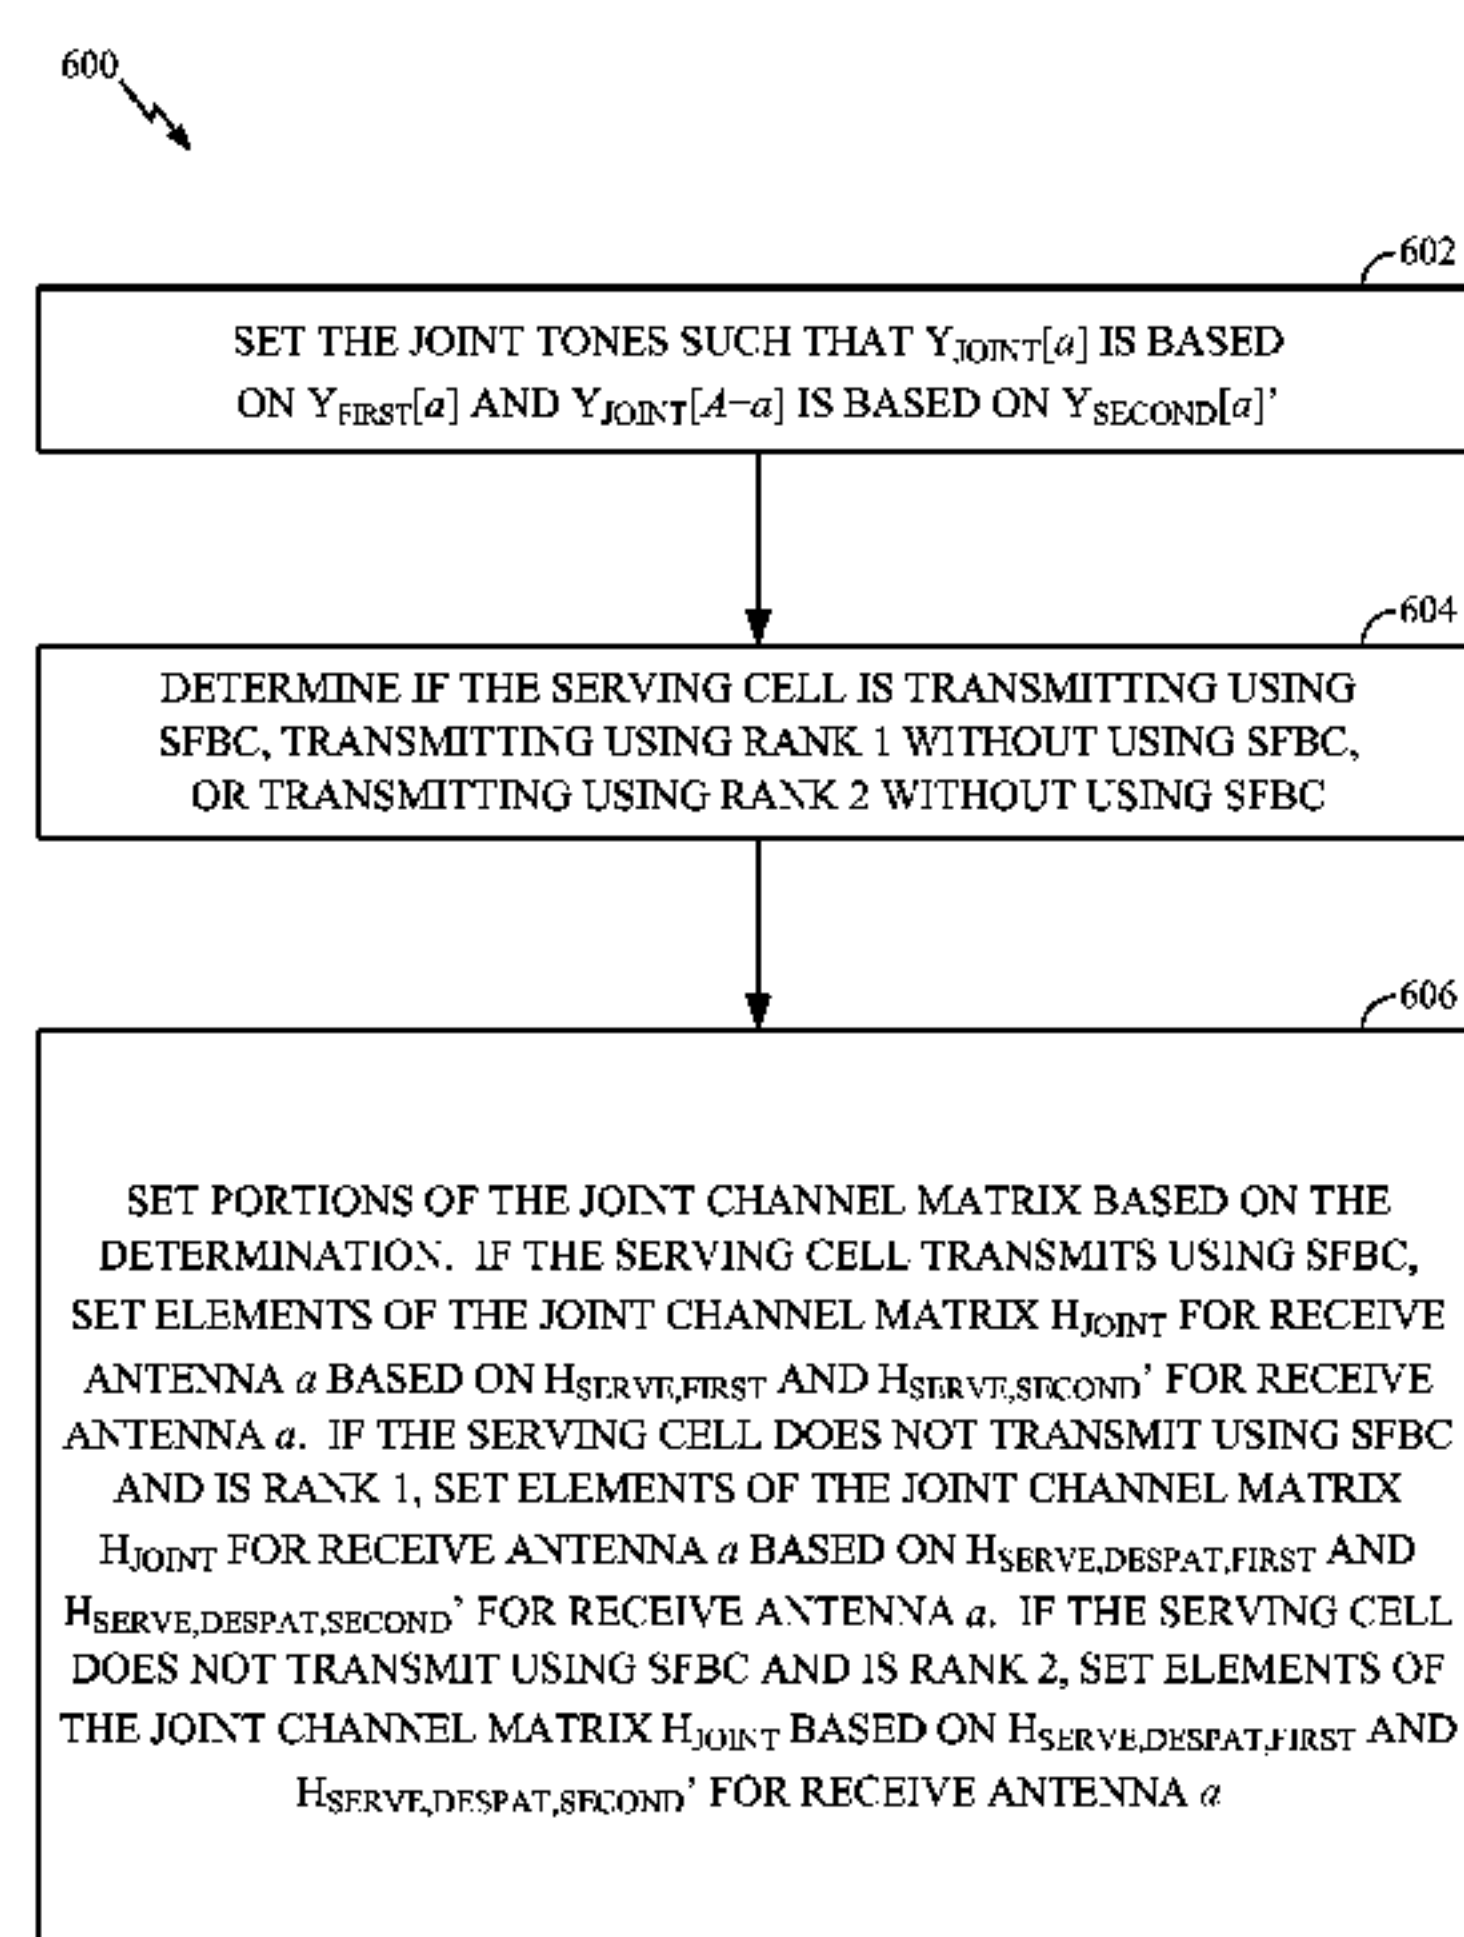 600
602
SET THE JOINT TONES SUCH THAT YJOINT[a] IS BASED
ON YFIRST[a] AND YJOINT[A−a] IS BASED ON YSECOND[a]’
604
DETERMINE IF THE SERVING CELL IS TRANSMITTING USING
SFBC, TRANSMITTING USING RANK 1 WITHOUT USING SFBC,
OR TRANSMITTING USING RANK 2 WITHOUT USING SFBC
606
SET PORTIONS OF THE JOINT CHANNEL MATRIX BASED ON THE
DETERMINATION. IF THE SERVING CELL TRANSMITS USING SFBC,
SET ELEMENTS OF THE JOINT CHANNEL MATRIX HJOINT FOR RECEIVE
ANTENNA a BASED ON HSERVE,FIRST AND HSERVE,SECOND’ FOR RECEIVE
ANTENNA a. IF THE SERVING CELL DOES NOT TRANSMIT USING SFBC
AND IS RANK 1, SET ELEMENTS OF THE JOINT CHANNEL MATRIX
HJOINT FOR RECEIVE ANTENNA a BASED ON HSERVE,DESPAT,FIRST AND
HSERVE,DESPAT,SECOND’ FOR RECEIVE ANTENNA a. IF THE SERVING CELL
DOES NOT TRANSMIT USING SFBC AND IS RANK 2, SET ELEMENTS OF
THE JOINT CHANNEL MATRIX HJOINT BASED ON HSERVE,DESPAT,FIRST AND
HSERVE,DESPAT,SECOND’ FOR RECEIVE ANTENNA a